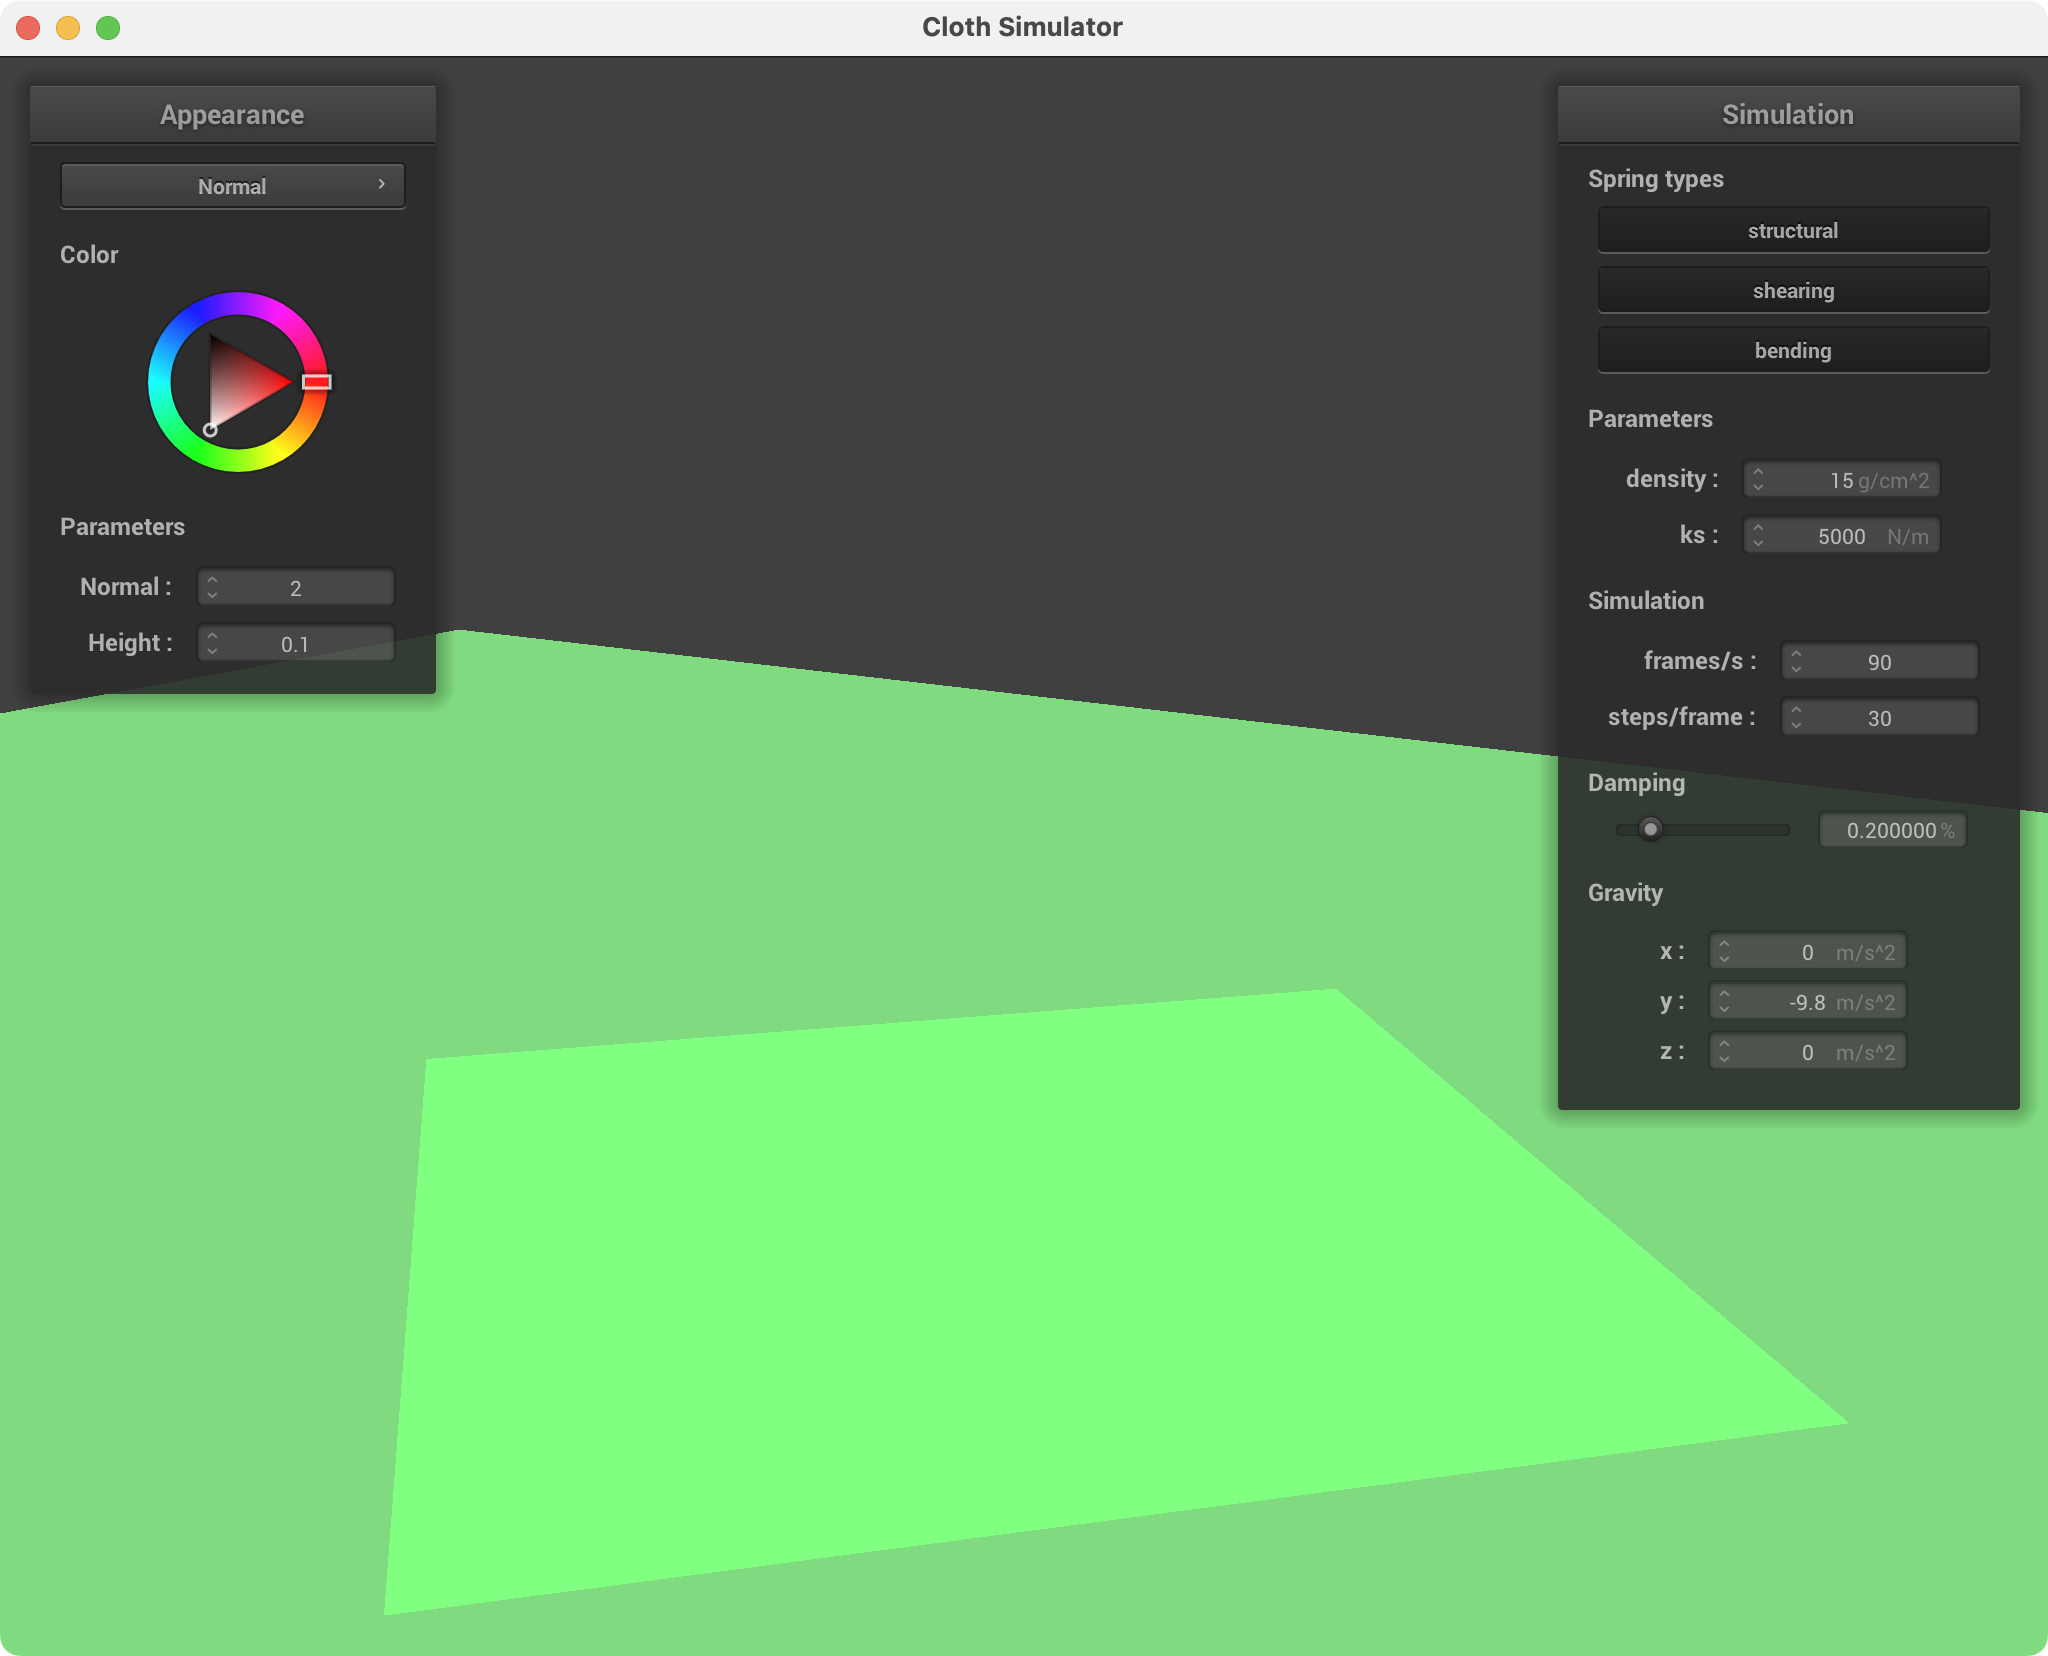 Cloth Simulator
Appearance
Normal
Color
Parameters
Normal : 2
Height : 0.1
Simulation
Spring types
structural
shearing
bending
Parameters
density : 15 g/cm^2
ks : 5000 N/m
Simulation
frames/s : 90
steps/frame : 30
Damping
0.200000 %
Gravity
x : 0 m/s^2
y : -9.8 m/s^2
z : 0 m/s^2